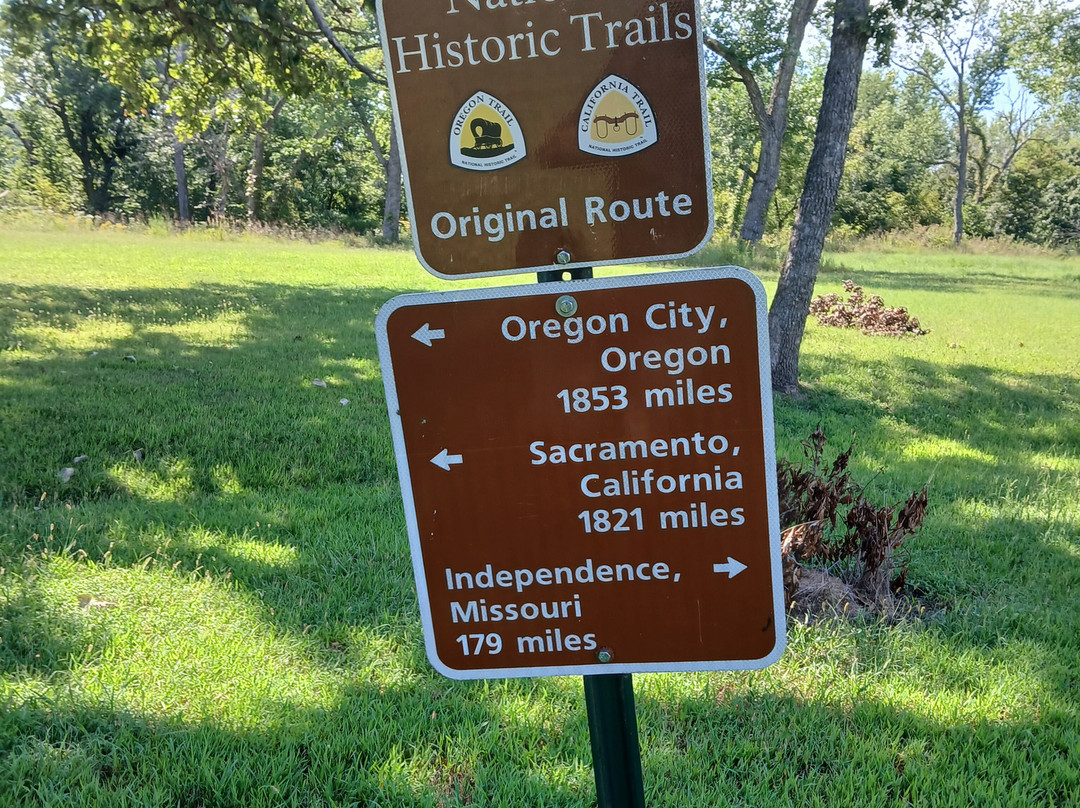 Historic Trails
OREGON TRAIL
NATIONAL HISTORIC TRAIL
CALIFORNIA TRAIL
NATIONAL HISTORIC TRAIL
Original Route
Oregon City,
Oregon
1853 miles
Sacramento,
California
1821 miles
Independence,
Missouri
179 miles